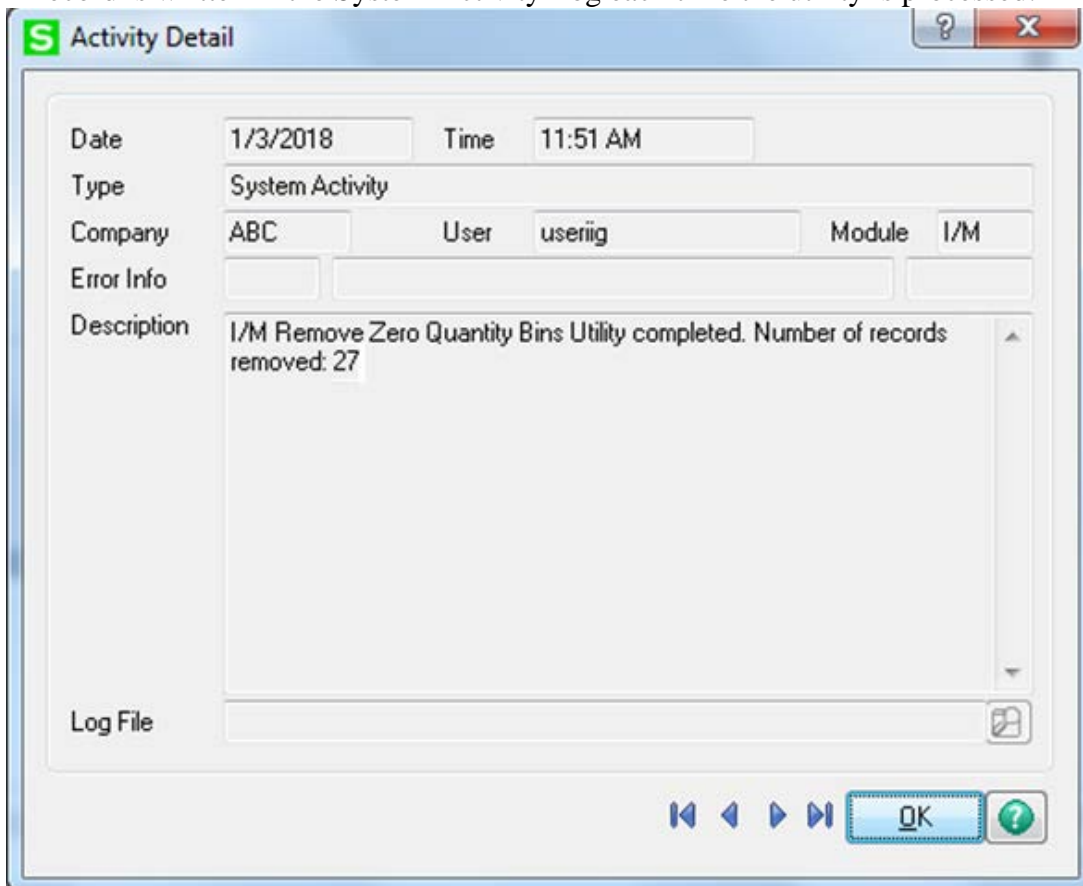 S Activity Detail
Date 1/3/2018 Time 11:51 AM
Type System Activity
Company ABC User useriig Module I/M
Error Info
Description I/M Remove Zero Quantity Bins Utility completed. Number of records
removed: 27
Log File
OK